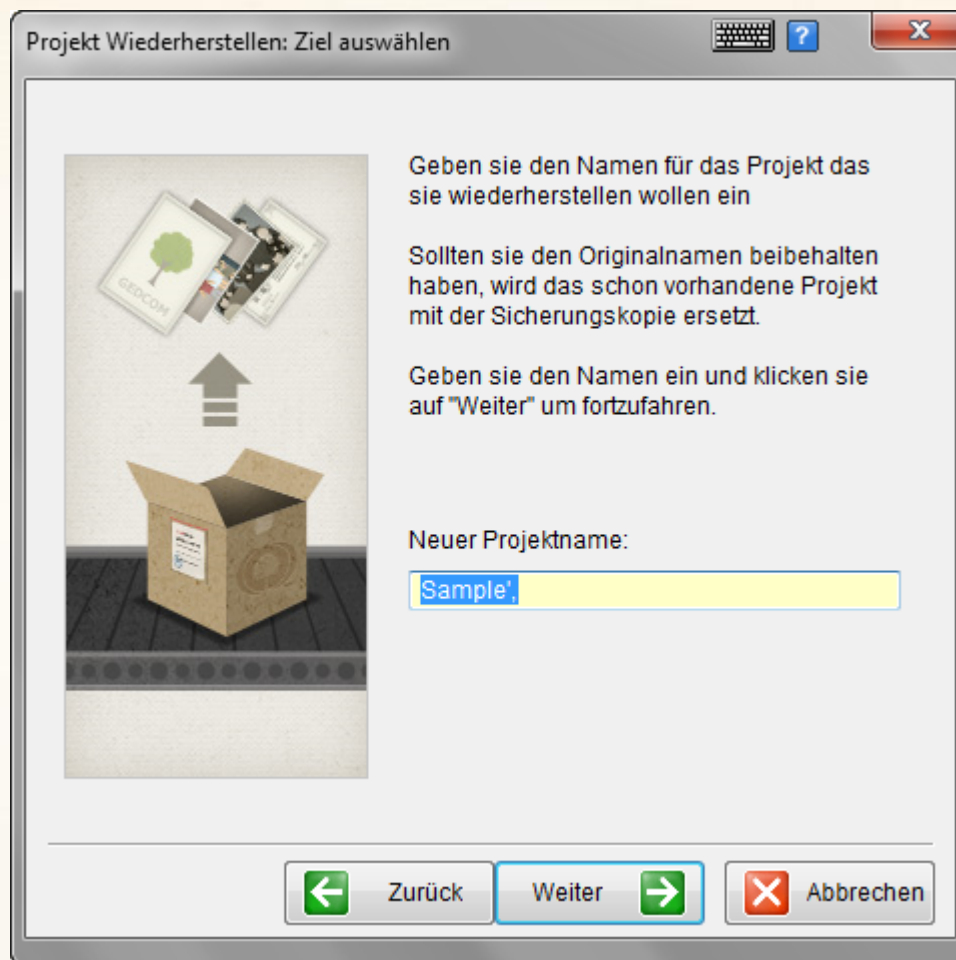 Projekt Wiederherstellen: Ziel auswählen
?
x
GEDCOM
Geben sie den Namen für das Projekt das
sie wiederherstellen wollen ein
Sollten sie den Originalnamen beibehalten
haben, wird das schon vorhandene Projekt
mit der Sicherungskopie ersetzt.
Geben sie den Namen ein und klicken sie
auf "Weiter" um fortzufahren.
Neuer Projektname:
Sample',
Zurück
Weiter
Abbrechen